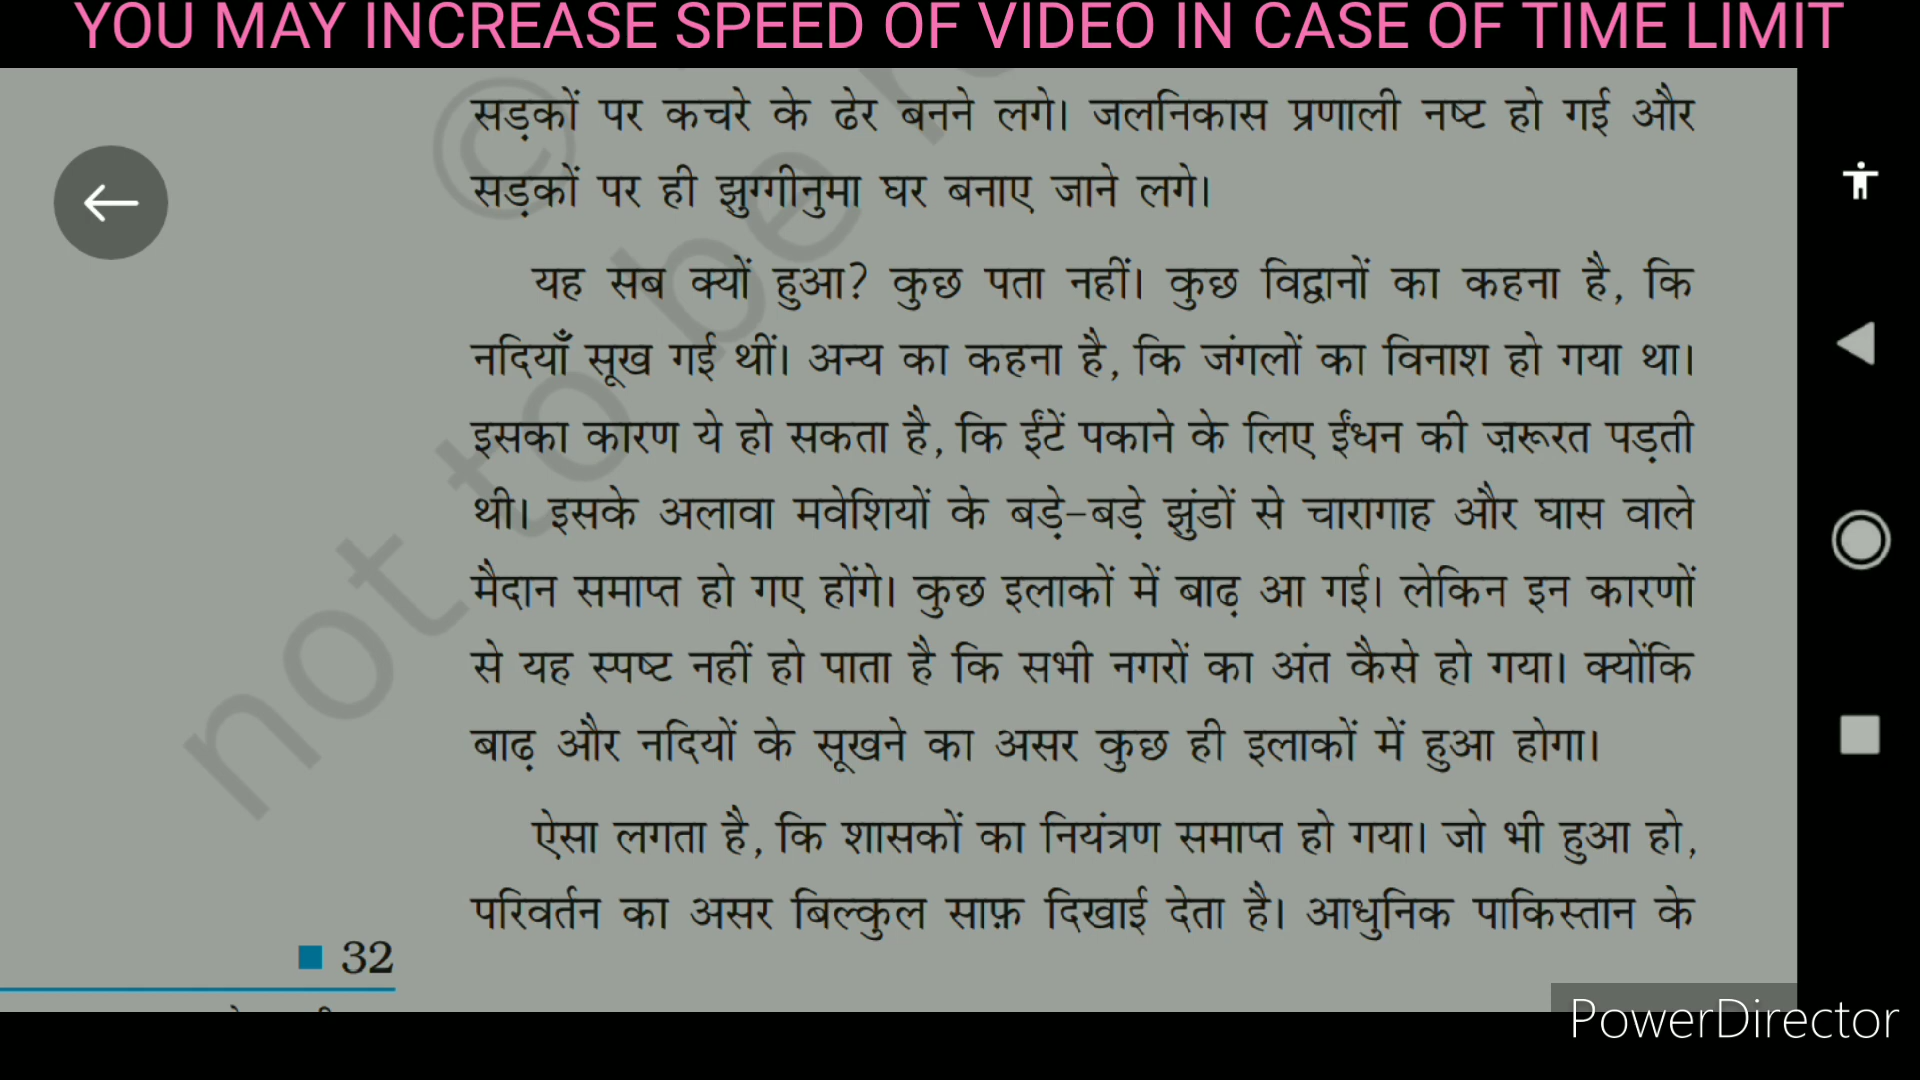 YOU MAY INCREASE SPEED OF VIDEO IN CASE OF TIME LIMIT
सड़कों पर कचरे के ढेर बनने लगे। जलनिकास प्रणाली नष्ट हो गई और
सड़कों पर ही झुग्गीनुमा घर बनाए जाने लगे।
यह सब क्यों हुआ? कुछ पता नहीं। कुछ विद्वानों का कहना है, कि
नदियाँ सूख गई थीं। अन्य का कहना है, कि जंगलों का विनाश हो गया था।
इसका कारण ये हो सकता है, कि ईंटें पकाने के लिए ईंधन की ज़रूरत पड़ती
थी। इसके अलावा मवेशियों के बड़े-बड़े झुंडों से चारागाह और घास वाले
मैदान समाप्त हो गए होंगे। कुछ इलाकों में बाढ़ आ गई। लेकिन इन कारणों
से यह स्पष्ट नहीं हो पाता है कि सभी नगरों का अंत कैसे हो गया। क्योंकि
बाढ़ और नदियों के सूखने का असर कुछ ही इलाकों में हुआ होगा।
ऐसा लगता है, कि शासकों का नियंत्रण समाप्त हो गया। जो भी हुआ हो,
परिवर्तन का असर बिल्कुल साफ़ दिखाई देता है। आधुनिक पाकिस्तान के
■ 32
© not to be
PowerDirector